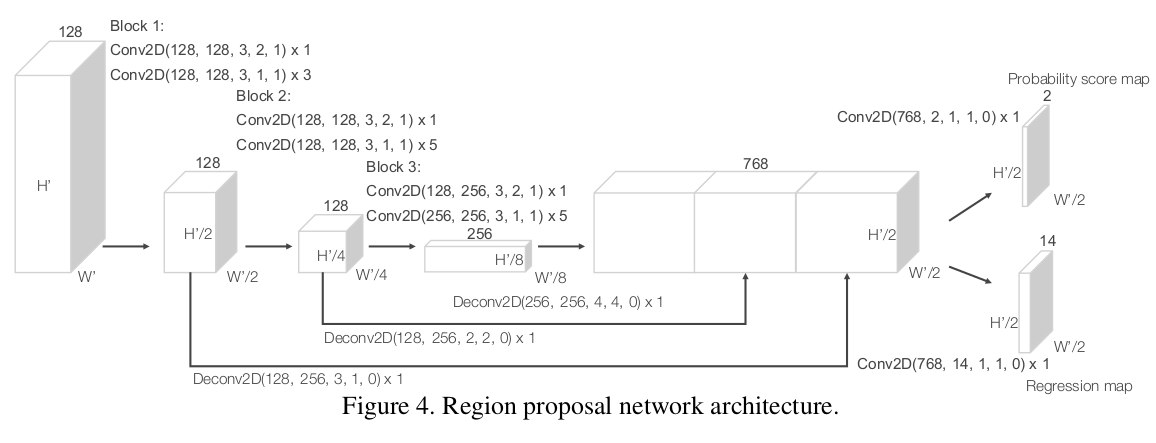 128
Block 1:
Conv2D(128, 128, 3, 2, 1) x 1
Conv2D(128, 128, 3, 1, 1) x 3
H'
W'
Block 2:
Conv2D(128, 128, 3, 2, 1) x 1
Conv2D(128, 128, 3, 1, 1) x 5
128
H'/2
W'/2
Block 3:
Conv2D(128, 256, 3, 2, 1) x 1
Conv2D(256, 256, 3, 1, 1) x 5
128
H'/4
W'/4
256
H'/8
W'/8
Deconv2D(256, 256, 4, 4, 0) x 1
Deconv2D(128, 256, 2, 2, 0) x 1
Deconv2D(128, 256, 3, 1, 0) x 1
768
H'/2
W'/2
Probability score map
2
Conv2D(768, 2, 1, 1, 0) x 1
H'/2
W'/2
14
H'/2
W'/2
Conv2D(768, 14, 1, 1, 0) x 1
Regression map
Figure 4. Region proposal network architecture.